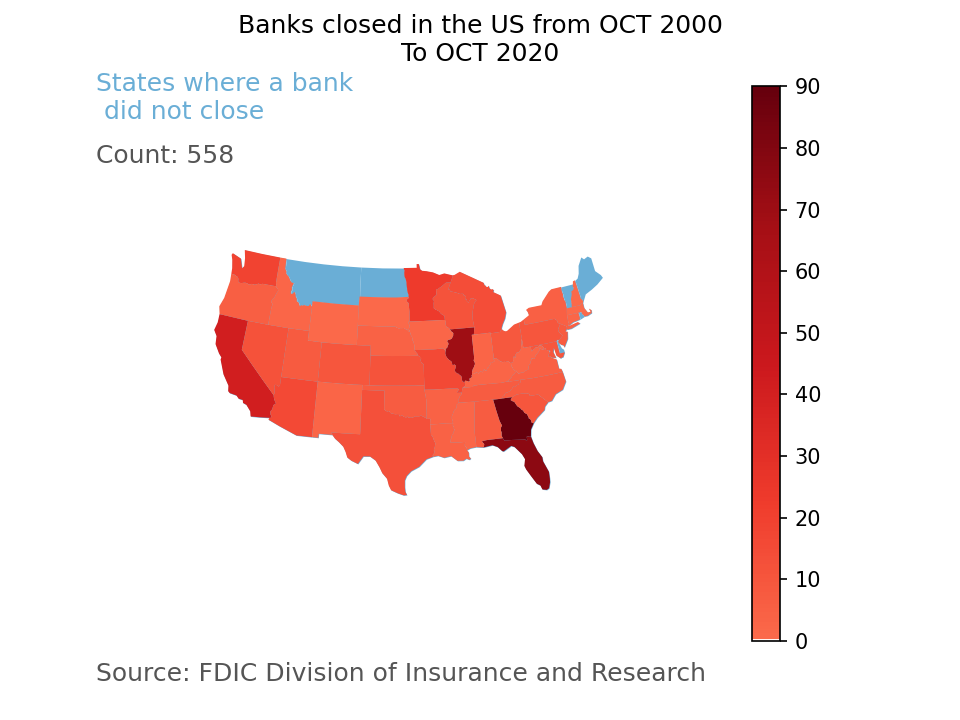 Banks closed in the US from OCT 2000
To OCT 2020
States where a bank
did not close
Count: 558
90
80
70
60
50
40
30
20
10
0
Source: FDIC Division of Insurance and Research